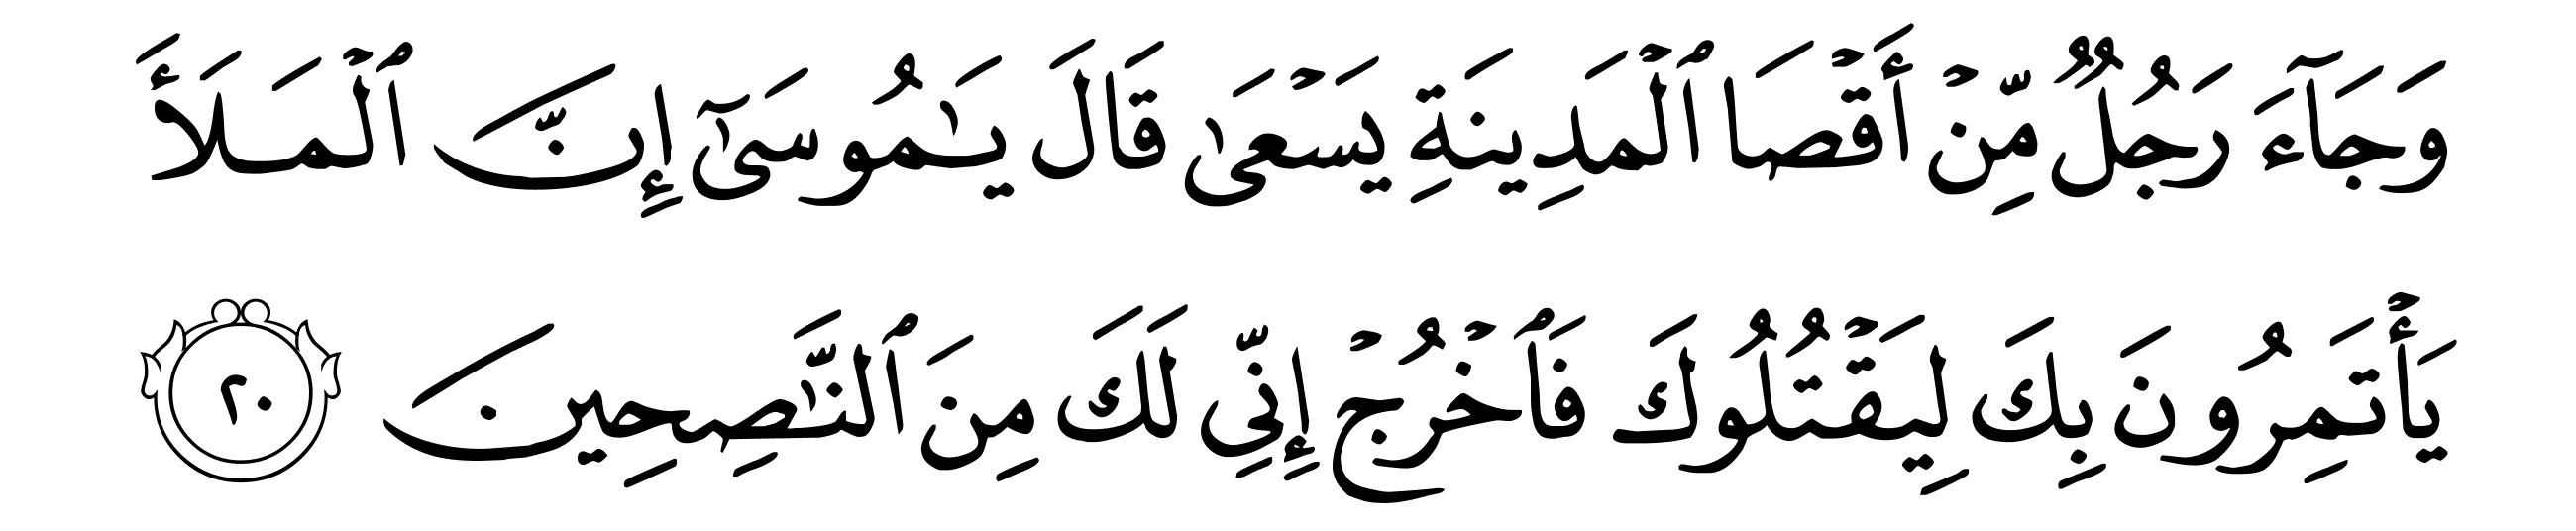 وَجَآءَ رَجُلٌ مِّنْ أَقْصَا ٱلْمَدِينَةِ يَسْعَىٰ قَالَ يَـٰمُوسَىٰٓ إِنَّ ٱلْمَلَأَ
يَأْتَمِرُونَ بِكَ لِيَقْتُلُوكَ فَٱخْرُجْ إِنِّى لَكَ مِنَ ٱلنَّـٰصِحِينَ ٢٠